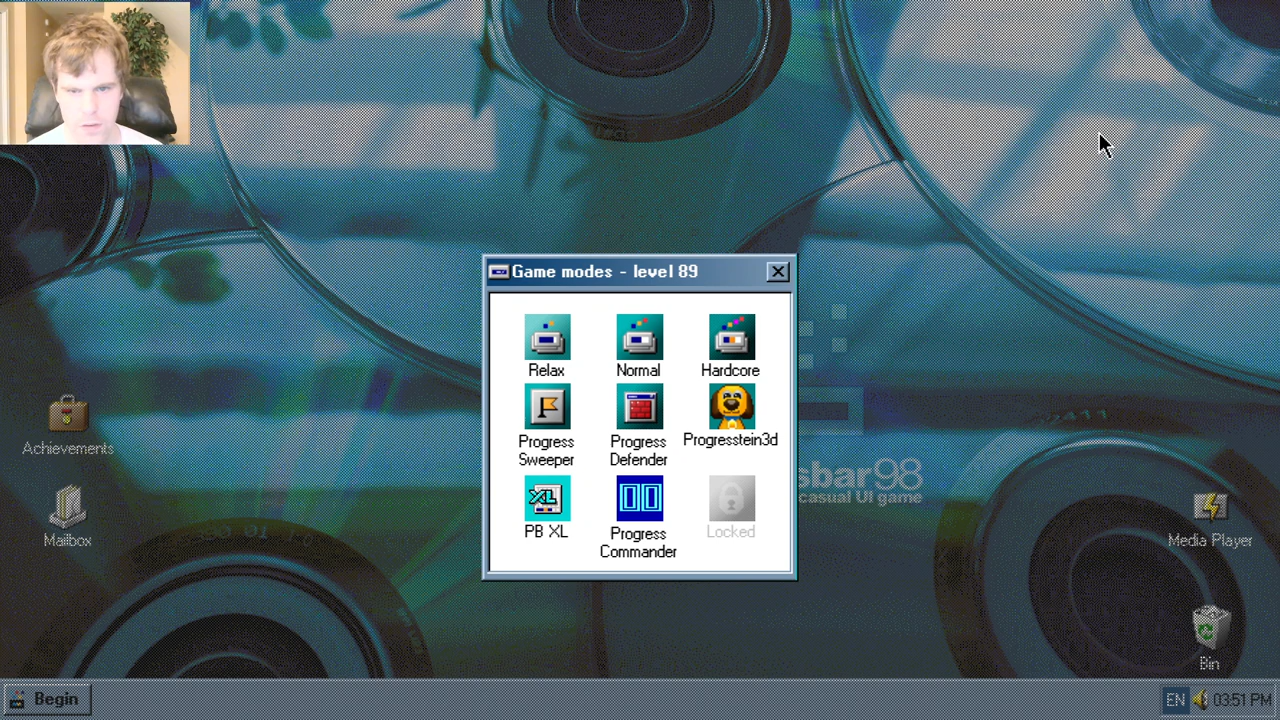 Game modes - level 89
Relax
Normal
Hardcore
Progress
Sweeper
Progress
Defender
Progresstein3d
XL
PB XL
Progress
Commander
Locked
Achievements
Mailbox
sbar98
casual UI game
Media Player
Bin
Begin
EN
03:51 PM